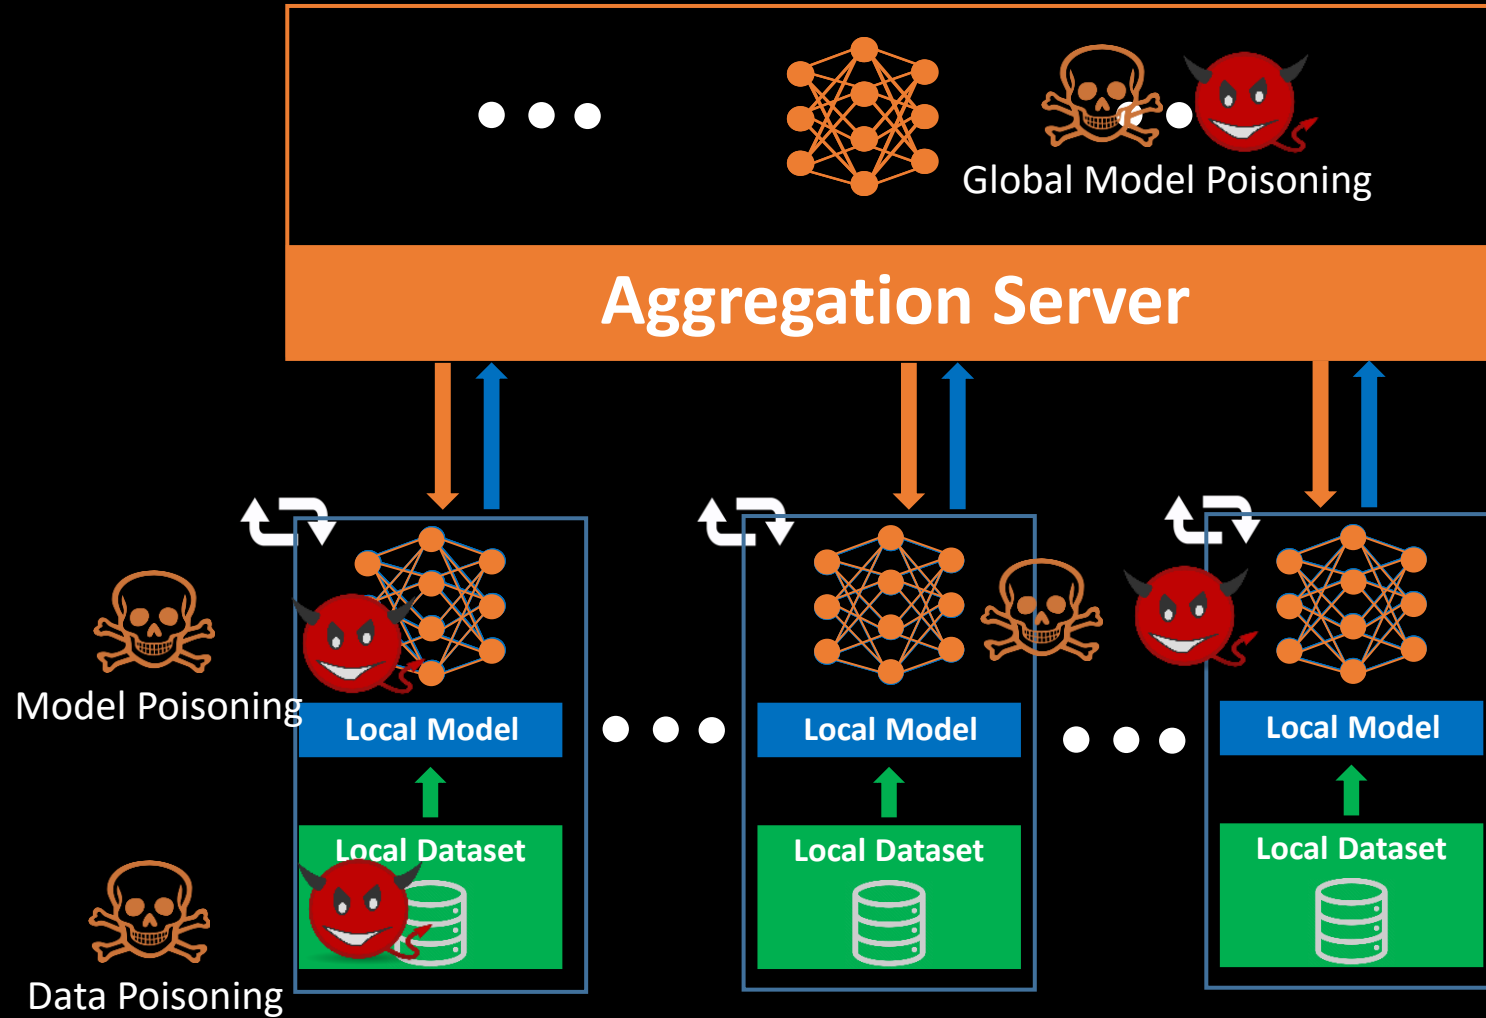 Global Model Poisoning
Aggregation Server
Model Poisoning
Local Model
Local Model
Local Model
Local Dataset
Local Dataset
Local Dataset
Data Poisoning